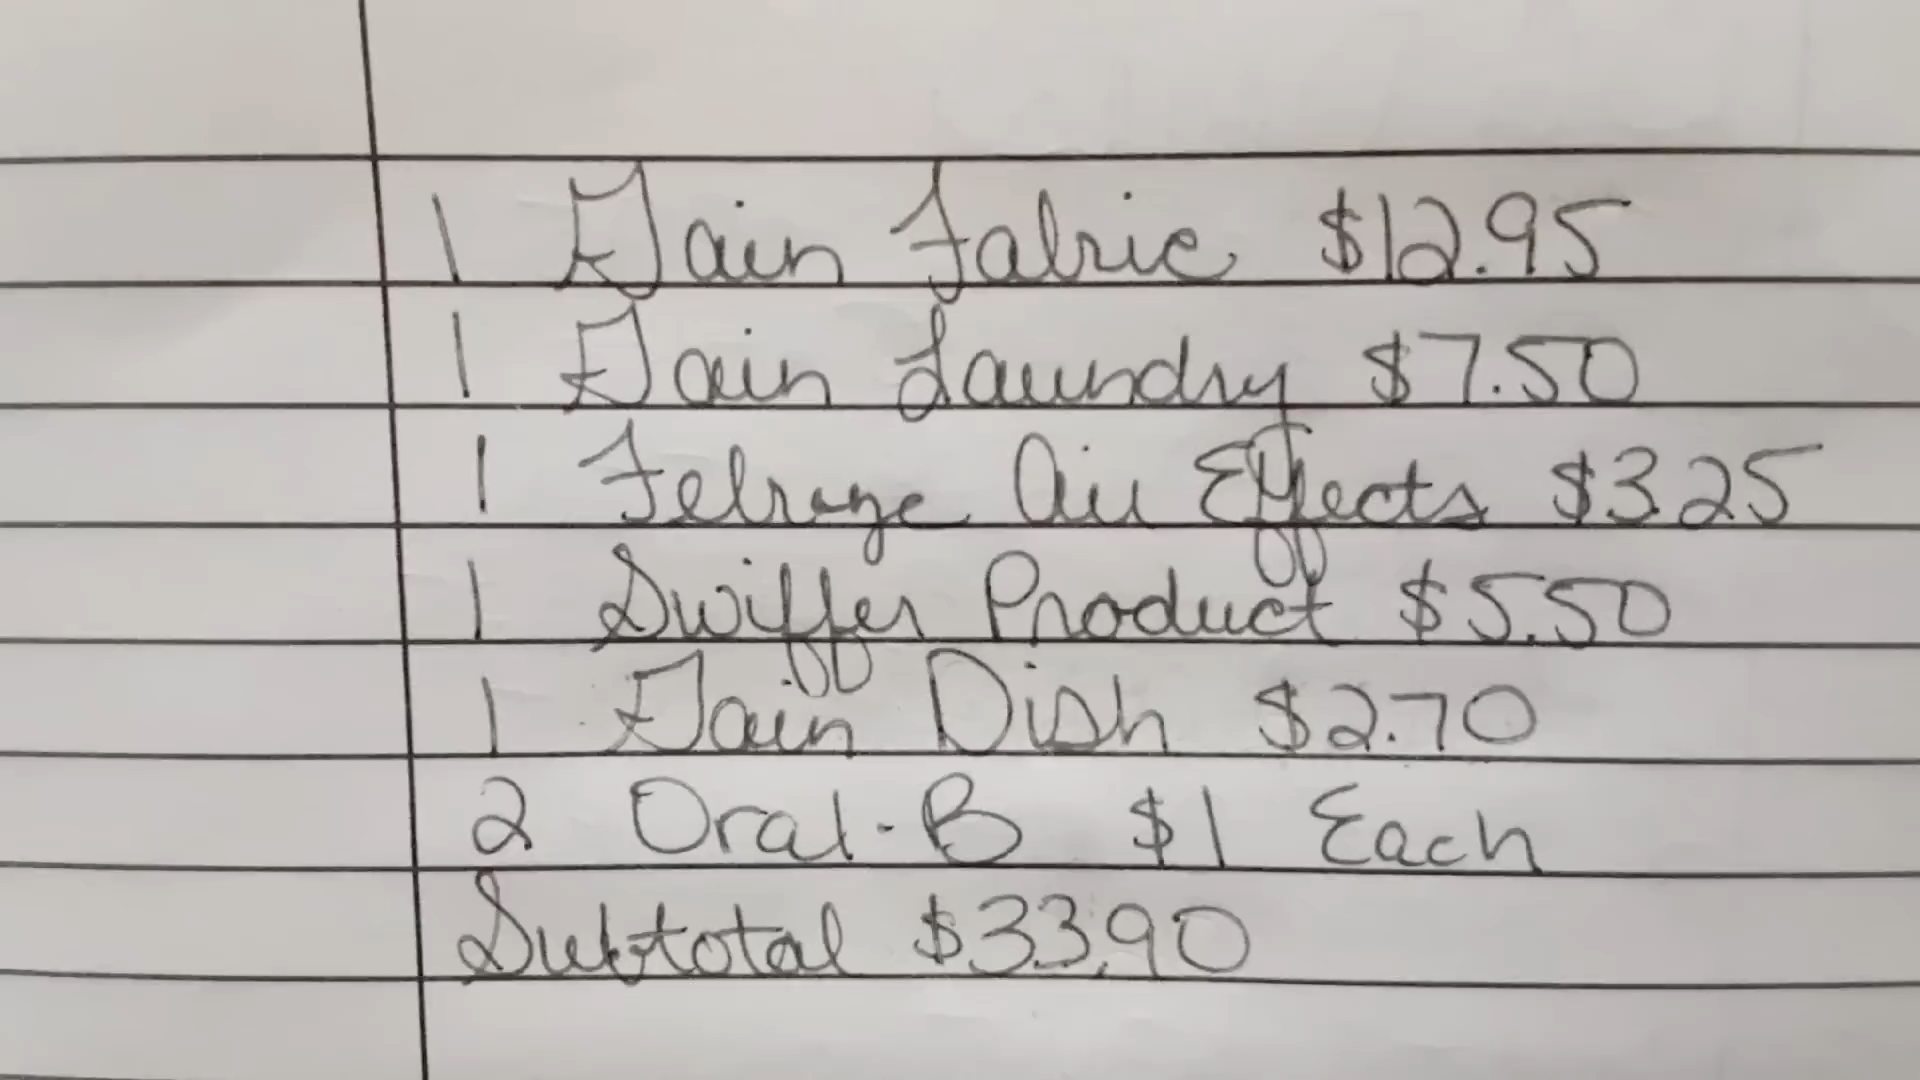 1 Gain Fabric $12.95
1 Gain Laundry $7.50
1 Febreze Air Effects $3.25
1 Swiffer Product $5.50
1 Gain Dish $2.70
2 Oral-B $1 Each
Subtotal $33.90